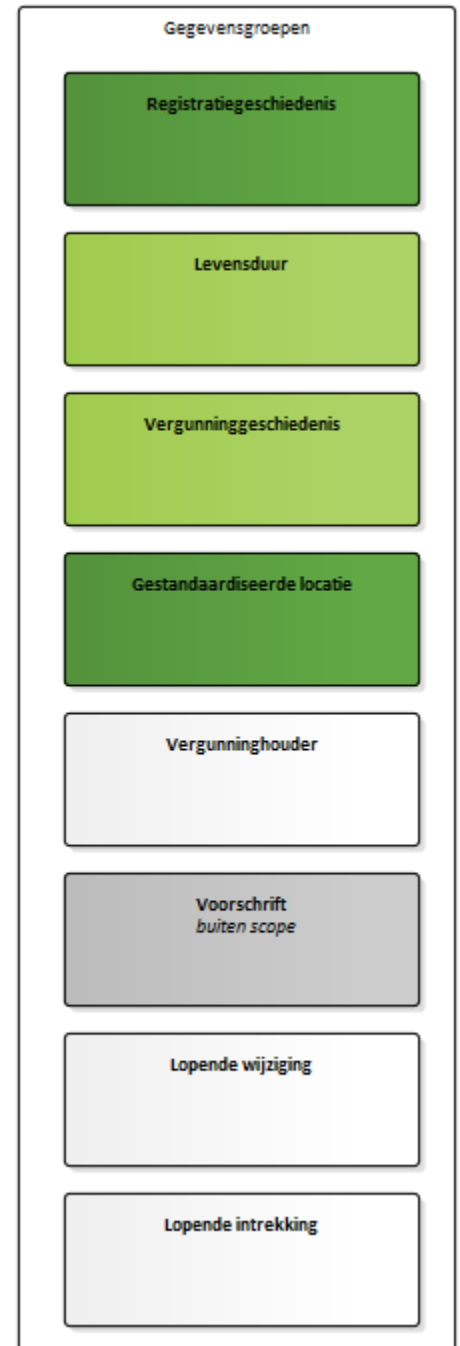 Gegevensgroepen
Registratiegeschiedenis
Levensduur
Vergunninggeschiedenis
Gestandaardiseerde locatie
Vergunninghouder
Voorschrift
buiten scope
Lopende wijziging
Lopende intrekking